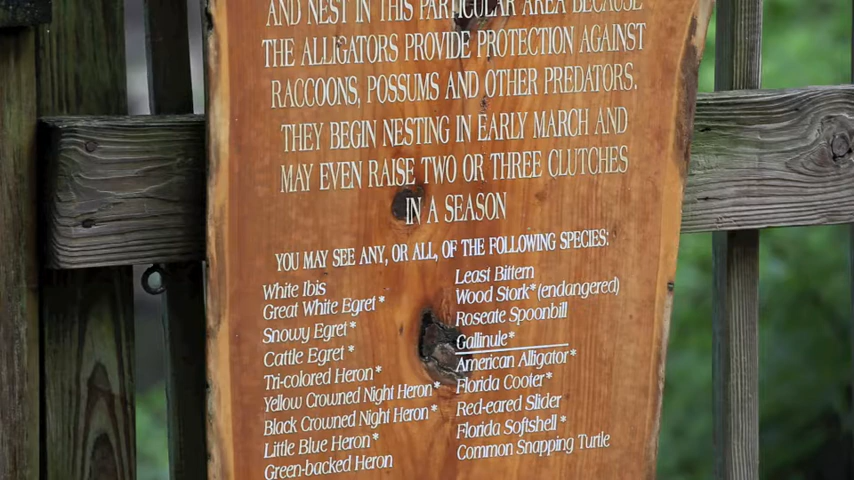 AND NEST IN THIS PARTICULAR AREA BECAUSE
THE ALLIGATORS PROVIDE PROTECTION AGAINST
RACCOONS, POSSUMS AND OTHER PREDATORS.
THEY BEGIN NESTING IN EARLY MARCH AND
MAY EVEN RAISE TWO OR THREE CLUTCHES
IN A SEASON
YOU MAY SEE ANY, OR ALL, OF THE FOLLOWING SPECIES:
White Ibis
Great White Egret*
Snowy Egret*
Cattle Egret*
Tri-colored Heron*
Yellow Crowned Night Heron*
Black Crowned Night Heron*
Little Blue Heron*
Green-backed Heron
Least Bittern
Wood Stork* (endangered)
Roseate Spoonbill
Gallinule*
American Alligator*
Florida Cooter*
Red-eared Slider
Florida Softshell*
Common Snapping Turtle